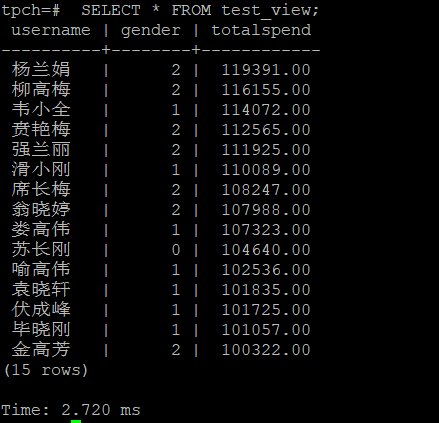 tpch=#  SELECT * FROM test_view;
 username | gender | totalspend
----------+--------+------------
 杨兰娟   |      2 |  119391.00
 柳高梅   |      2 |  116155.00
 韦小全   |      1 |  114072.00
 贲艳梅   |      2 |  112565.00
 强兰丽   |      2 |  111925.00
 滑小刚   |      1 |  110089.00
 席长梅   |      2 |  108247.00
 翁晓婷   |      2 |  107988.00
 娄高伟   |      1 |  107323.00
 苏长刚   |      0 |  104640.00
 喻高伟   |      1 |  102536.00
 袁晓轩   |      1 |  101835.00
 伏成峰   |      1 |  101725.00
 毕晓刚   |      1 |  101057.00
 金高芳   |      2 |  100322.00
(15 rows)
Time: 2.720 ms